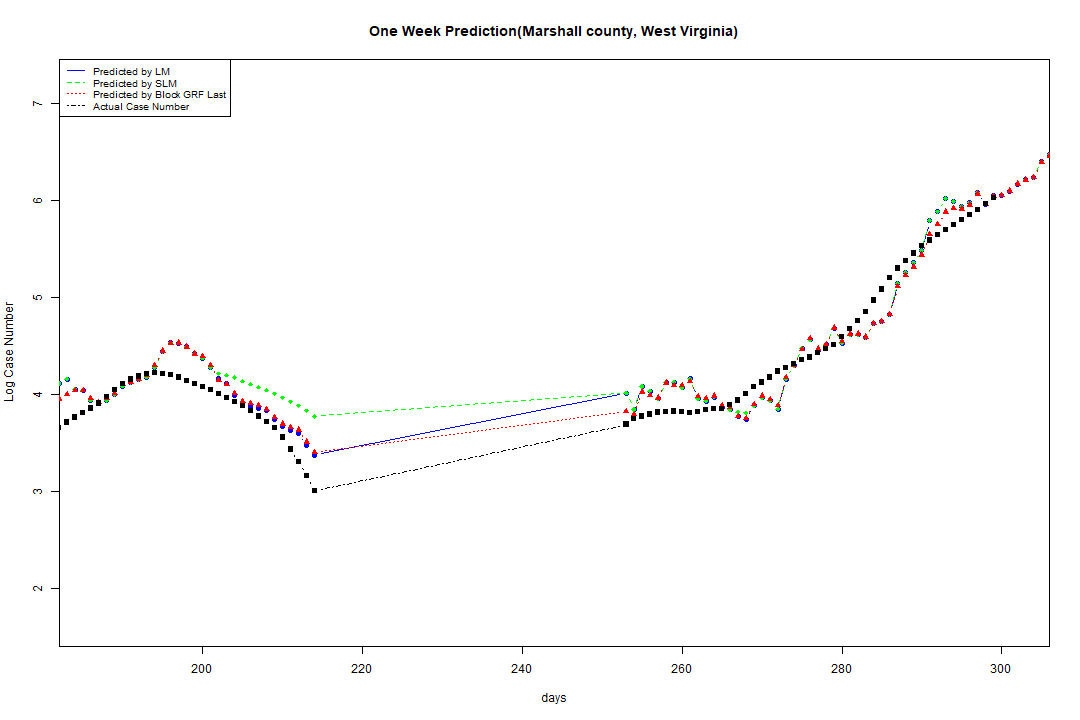 One Week Prediction(Marshall county, West Virginia)
Predicted by LM
Predicted by SLM
Predicted by Block GRF Last
Actual Case Number
7
6
5
4
3
2
Log Case Number
200 220 240 260 280 300
days